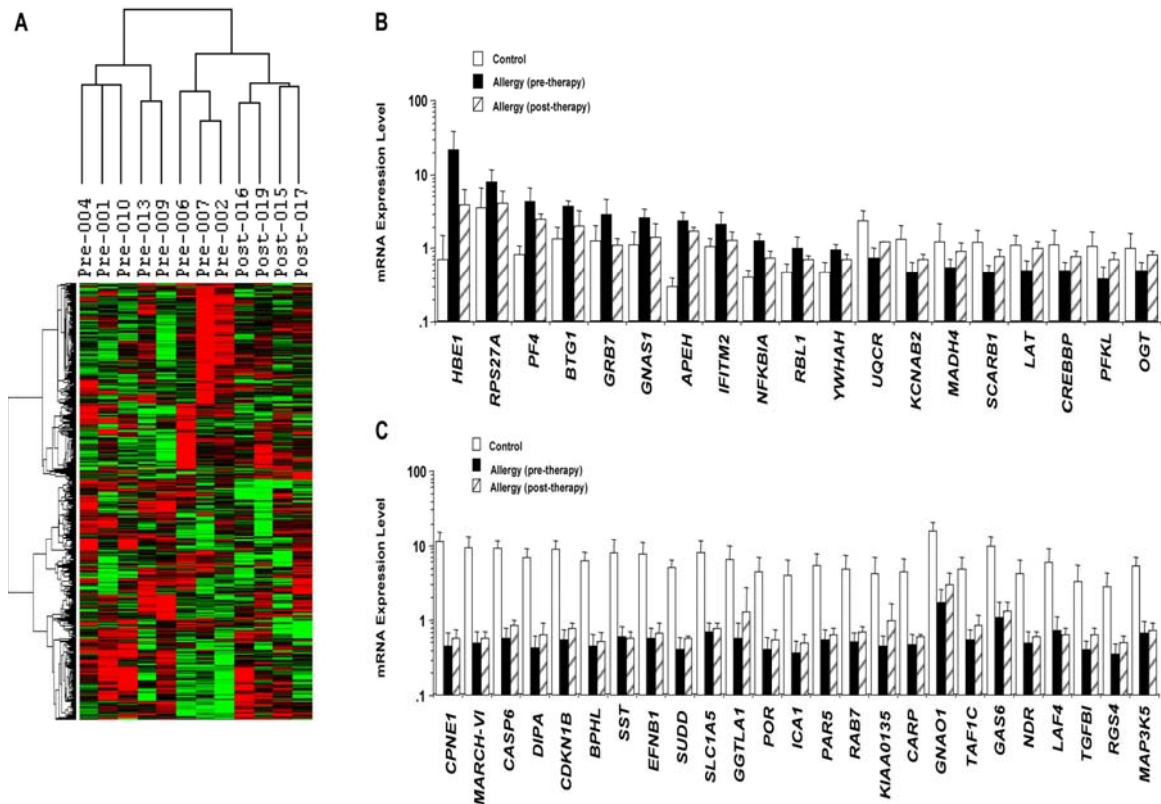 A
Pre-004
Pre-001
Pre-010
Pre-013
Pre-009
Pre-006
Pre-007
Pre-002
Post-016
Post-019
Post-015
Post-017
B
Control
Allergy (pre-therapy)
Allergy (post-therapy)
mRNA Expression Level
100
10
1
.1
HBE1
RPS27A
PF4
BTG1
GRB7
GNAS1
APEH
IFITM2
NFKBIA
RBL1
YWHAH
UQCR
KCNAB2
MADH4
SCARB1
LAT
CREBBP
PFKL
OGT
C
Control
Allergy (pre-therapy)
Allergy (post-therapy)
mRNA Expression Level
100
10
1
.1
CPNE1
MARCH-VI
CASP6
DIPA
CDKN1B
BPHL
SST
EFNB1
SUDD
SLC1A5
GGTLA1
POR
ICA1
PAR5
RAB7
KIAA0135
CARP
GNAO1
TAF1C
GAS6
NDR
LAF4
TGFBI
RGS4
MAP3K5